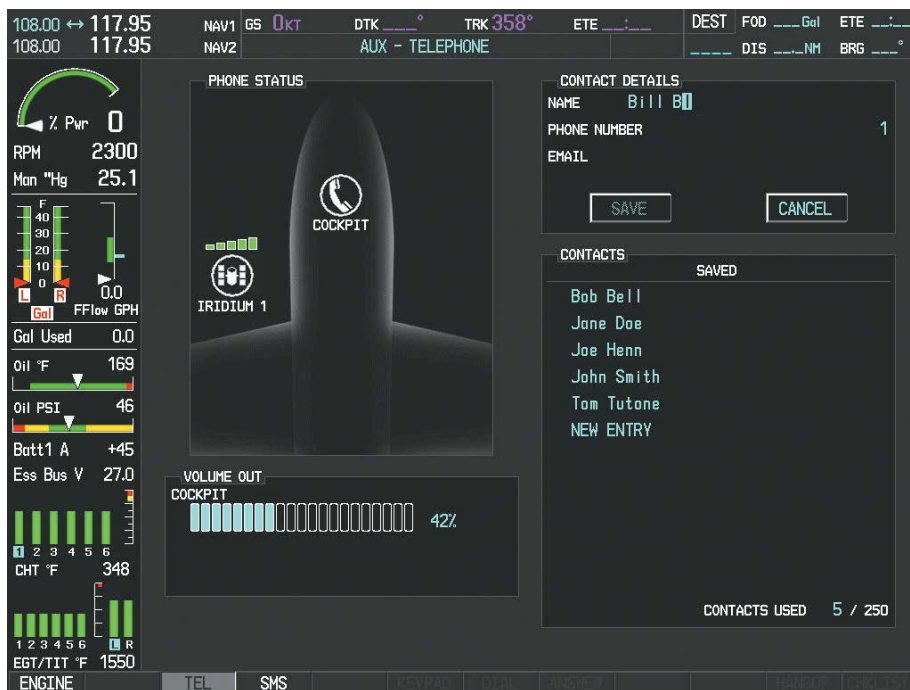 108.00 ↔ 117.95 NAV1 GS 0KT DTK ___° TRK 358° ETE __:__ DEST FOD ___Gal ETE __:__
108.00 117.95 NAV2 AUX - TELEPHONE ____ DIS __._NM BRG ___°
% Pwr 0
RPM 2300
Man "Hg 25.1
F
40
30
20
10
0
L R
Gal
0.0
FFlow GPH
Gal Used 0.0
Oil °F 169
Oil PSI 46
Batt1 A +45
Ess Bus V 27.0
1 2 3 4 5 6
CHT °F 348
1 2 3 4 5 6 L R
EGT/TIT °F 1550
PHONE STATUS
COCKPIT
IRIDIUM 1
VOLUME OUT
COCKPIT
42%
CONTACT DETAILS
NAME Bill B
PHONE NUMBER 1
EMAIL
SAVE CANCEL
CONTACTS
SAVED
Bob Bell
Jane Doe
Joe Henn
John Smith
Tom Tutone
NEW ENTRY
CONTACTS USED 5 / 250
ENGINE TEL SMS KEYPAD DIAL ANSWER HANGUP CHKLIST